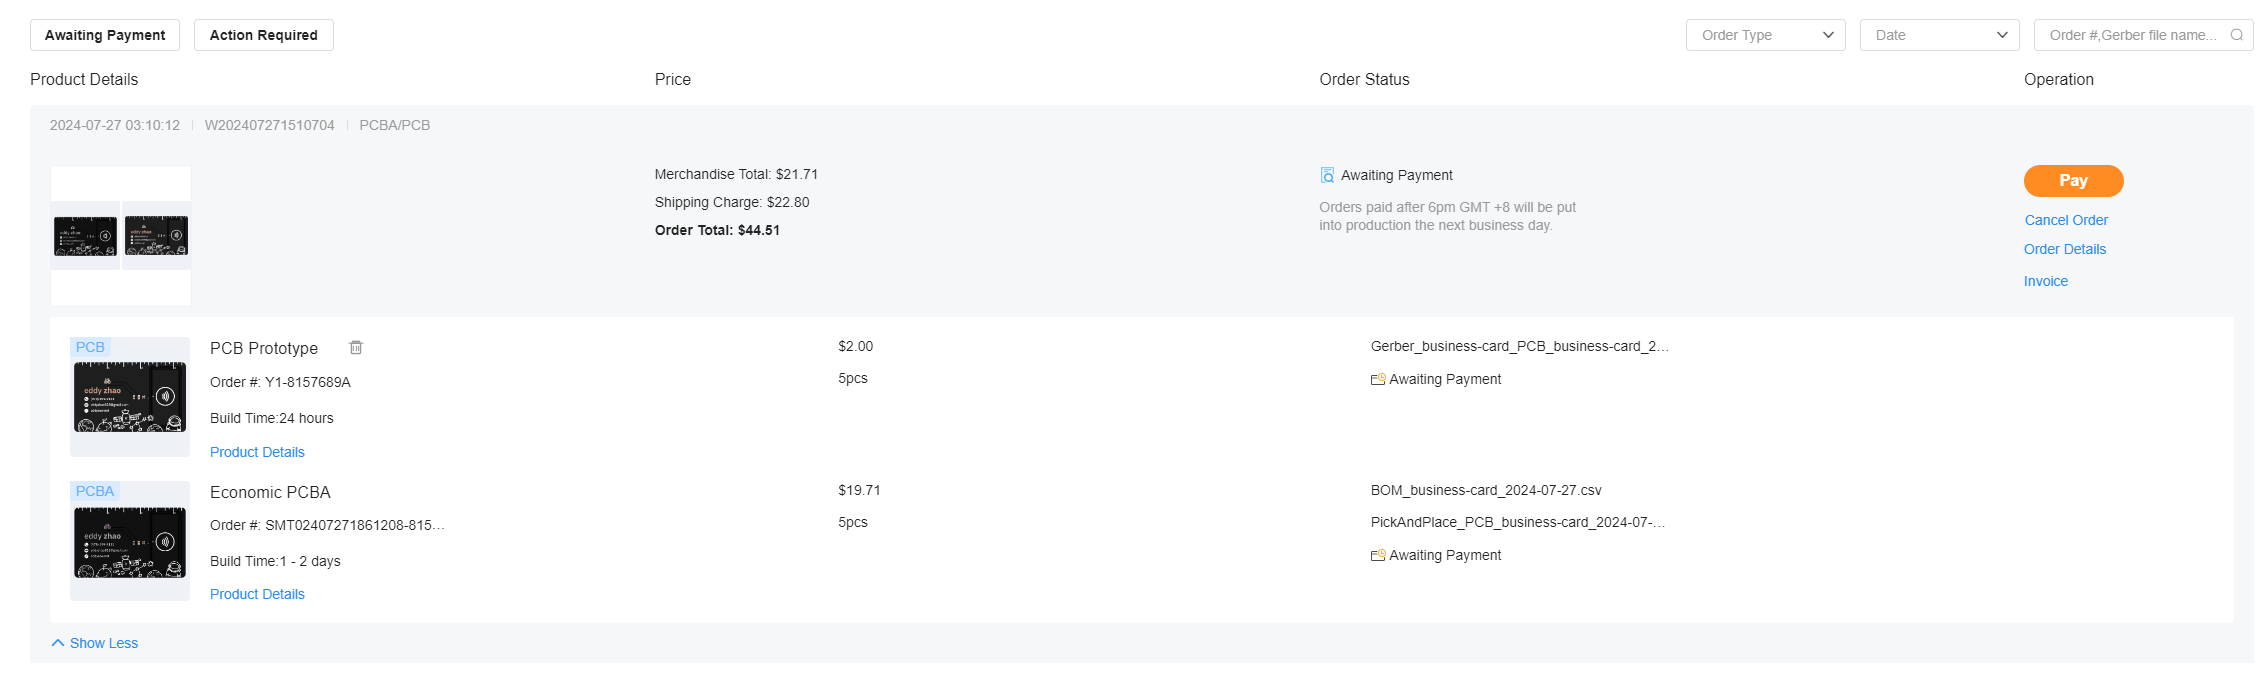 Awaiting Payment
Action Required
Order Type
Date
Order #,Gerber file name...
Product Details
Price
Order Status
Operation
2024-07-27 03:10:12
W202407271510704
PCBA/PCB
Merchandise Total: $21.71
Shipping Charge: $22.80
Order Total: $44.51
Awaiting Payment
Orders paid after 6pm GMT +8 will be put
into production the next business day.
Pay
Cancel Order
Order Details
Invoice
eddy zhao
eddy zhao
PCB
eddy zhao
PCB Prototype
Order #: Y1-8157689A
Build Time:24 hours
Product Details
$2.00
5pcs
Gerber_business-card_PCB_business-card_2...
Awaiting Payment
PCBA
eddy zhao
Economic PCBA
Order #: SMT02407271861208-815...
Build Time:1 - 2 days
Product Details
$19.71
5pcs
BOM_business-card_2024-07-27.csv
PickAndPlace_PCB_business-card_2024-07-...
Awaiting Payment
Show Less